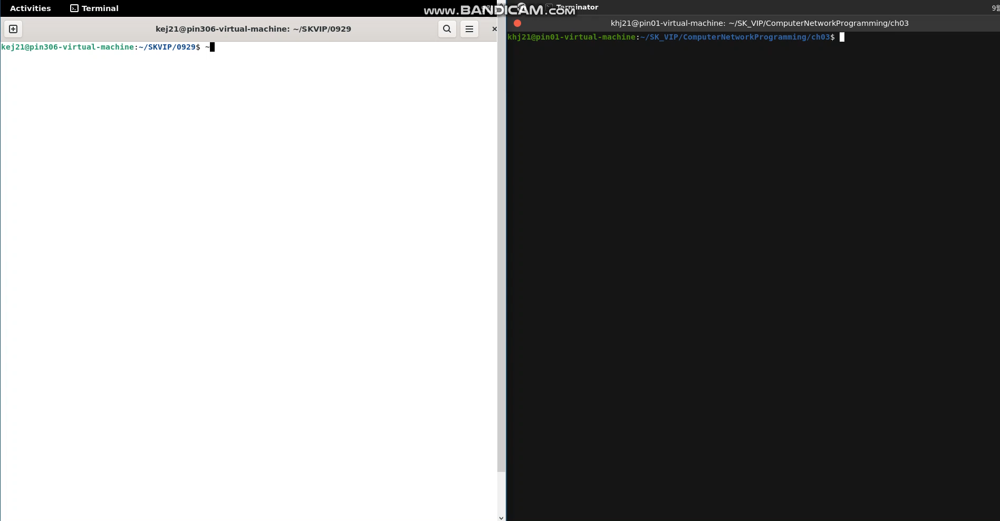 Activities Terminal
www.BANDICAM.com
Terminator
kej21@pin306-virtual-machine: ~/SKVIP/0929
khj21@pin01-virtual-machine: ~/SK_VIP/ComputerNetworkProgramming/ch03
kej21@pin306-virtual-machine:~/SKVIP/0929$ ~
khj21@pin01-virtual-machine:~/SK_VIP/ComputerNetworkProgramming/ch03$